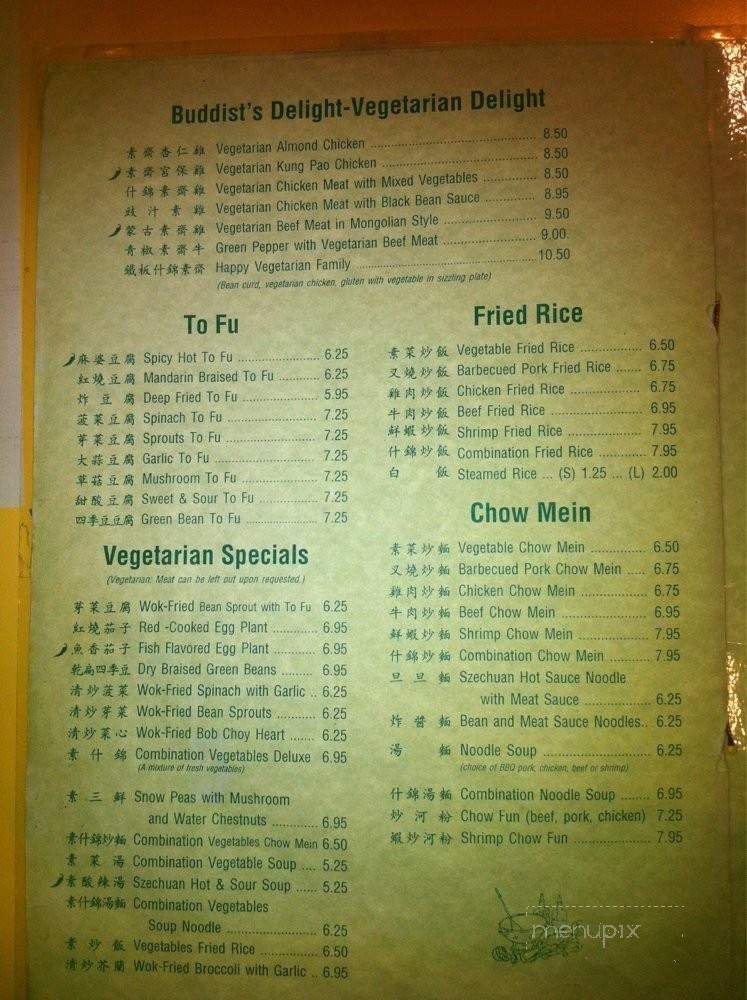 Buddist's Delight-Vegetarian Delight
素齋杏仁雞 Vegetarian Almond Chicken 8.50
素齋宮保雞 Vegetarian Kung Pao Chicken 8.50
什錦素齋雞 Vegetarian Chicken Meat with Mixed Vegetables 8.50
豉汁素雞 Vegetarian Chicken Meat with Black Bean Sauce 8.95
蒙古素齋雞 Vegetarian Beef Meat in Mongolian Style 9.50
青椒素齋牛 Green Pepper with Vegetarian Beef Meat 9.00.
鐵板什錦素齋 Happy Vegetarian Family 10.50
(Bean curd, vegetarian chicken, gluten with vegetable in sizzling plate)
To Fu
麻婆豆腐 Spicy Hot To Fu 6.25
紅燒豆腐 Mandarin Braised To Fu 6.25
炸豆腐 Deep Fried To Fu 5.95
菠菜豆腐 Spinach To Fu 7.25
芽菜豆腐 Sprouts To Fu 7.25
大蒜豆腐 Garlic To Fu 7.25
草菇豆腐 Mushroom To Fu 7.25
甜酸豆腐 Sweet & Sour To Fu 7.25
四季豆豆腐 Green Bean To Fu 7.25
Vegetarian Specials
(Vegetarian: Meat can be left out upon requested.)
芽菜豆腐 Wok-Fried Bean Sprout with To Fu 6.25
紅燒茄子 Red -Cooked Egg Plant 6.95
魚香茄子 Fish Flavored Egg Plant 6.95
乾扁四季豆 Dry Braised Green Beans 6.95
清炒菠菜 Wok-Fried Spinach with Garlic .. 6.25
清炒芽菜 Wok-Fried Bean Sprouts 6.25
清炒菜心 Wok-Fried Bob Choy Heart 6.25
素什錦 Combination Vegetables Deluxe 6.95
(A mixture of fresh vegetables)
素三鮮 Snow Peas with Mushroom
and Water Chestnuts 6.95
素什錦炒麵 Combination Vegetables Chow Mein 6.50
素菜湯 Combination Vegetable Soup .... 5.25
素酸辣湯 Szechuan Hot & Sour Soup 5.25
素什錦湯麵 Combination Vegetables
Soup Noodle 6.25
素炒飯 Vegetables Fried Rice 6.50
清炒芥蘭 Wok-Fried Broccoli with Garlic .. 6.95
Fried Rice
素菜炒飯 Vegetable Fried Rice 6.50
叉燒炒飯 Barbecued Pork Fried Rice 6.75
雞肉炒飯 Chicken Fried Rice 6.75
牛肉炒飯 Beef Fried Rice 6.95
鮮蝦炒飯 Shrimp Fried Rice 7.95
什錦炒飯 Combination Fried Rice 7.95
白飯 Steamed Rice ... (S) 1.25 ... (L) 2.00
Chow Mein
素菜炒麵 Vegetable Chow Mein 6.50
叉燒炒麵 Barbecued Pork Chow Mein 6.75
雞肉炒麵 Chicken Chow Mein 6.75
牛肉炒麵 Beef Chow Mein 6.95
鮮蝦炒麵 Shrimp Chow Mein 7.95
什錦炒麵 Combination Chow Mein 7.95
旦旦麵 Szechuan Hot Sauce Noodle
with Meat Sauce 6.25
炸醬麵 Bean and Meat Sauce Noodles.. 6.25
湯麵 Noodle Soup 6.25
(choice of BBQ pork, chicken, beef or shrimp)
什錦湯麵 Combination Noodle Soup 6.95
炒河粉 Chow Fun (beef, pork, chicken) 7.25
蝦炒河粉 Shrimp Chow Fun 7.95
menupix